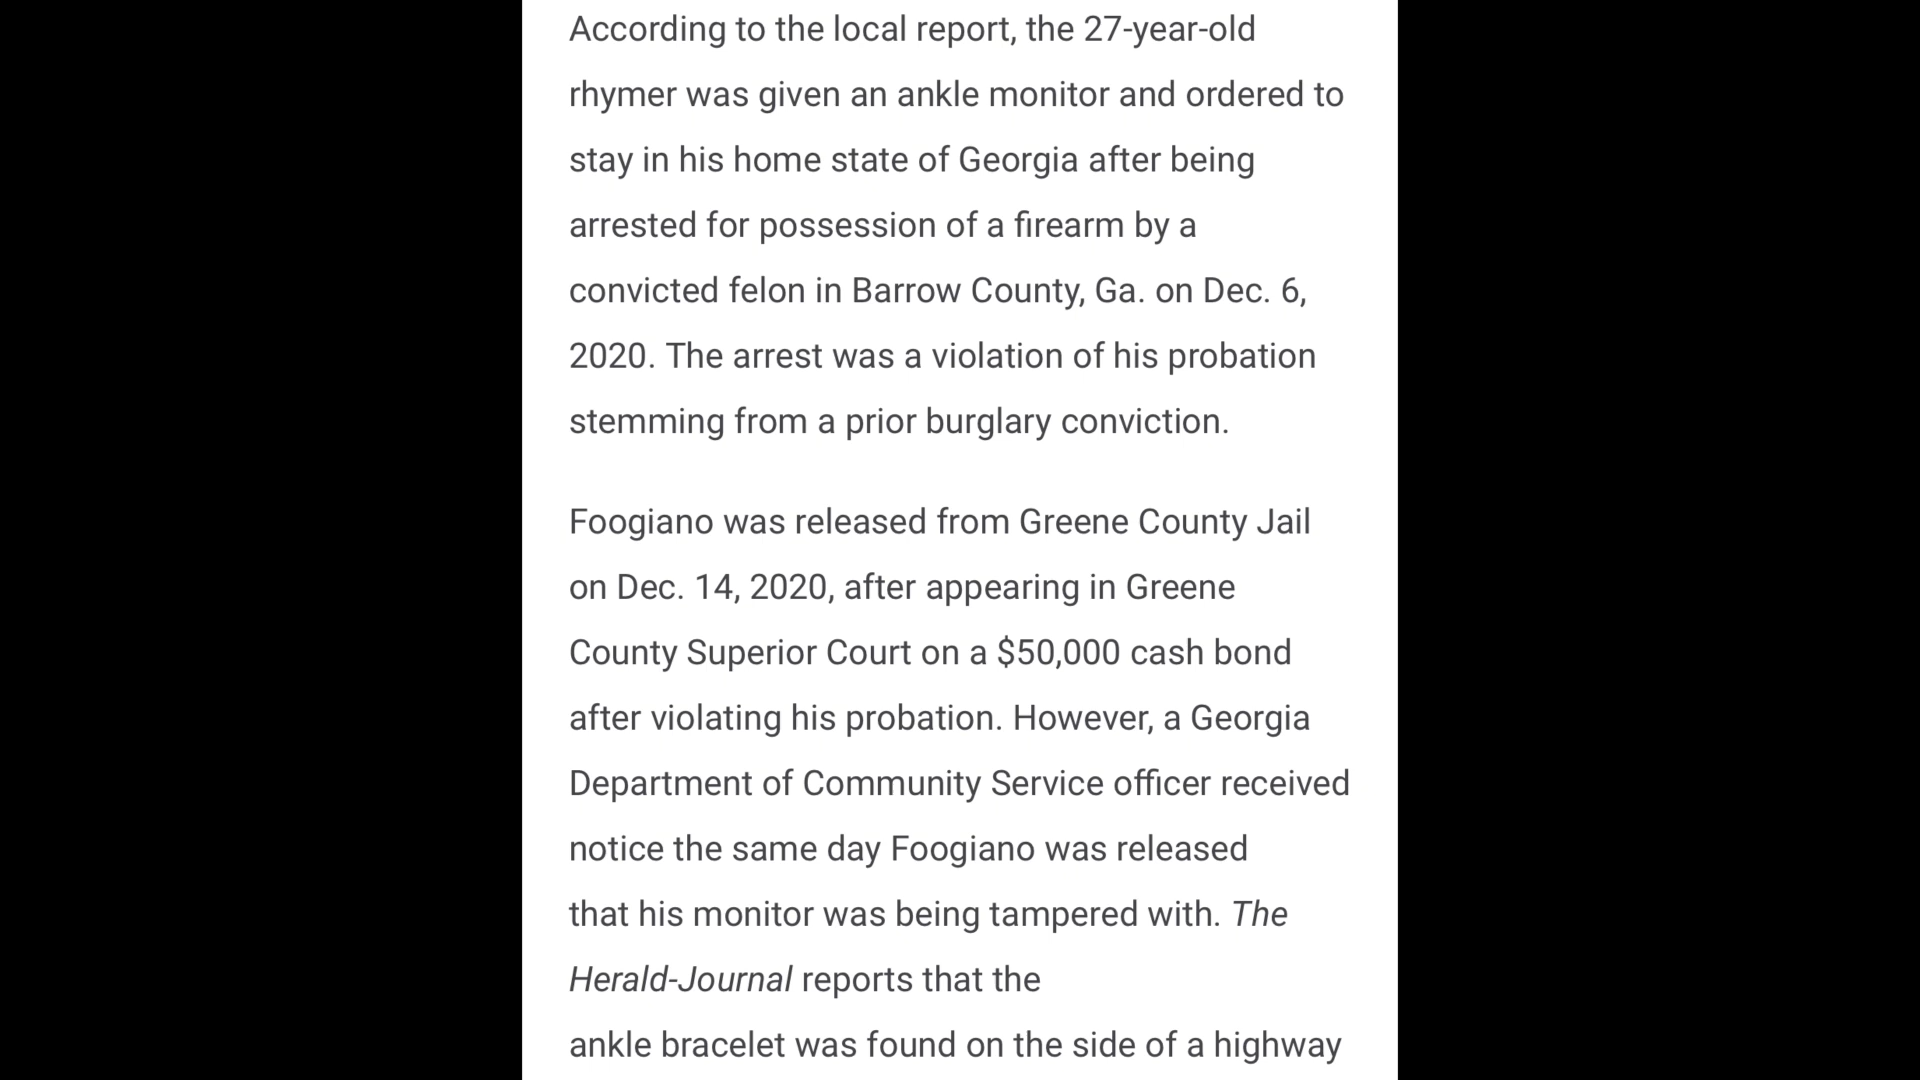 According to the local report, the 27-year-old
rhymer was given an ankle monitor and ordered to
stay in his home state of Georgia after being
arrested for possession of a firearm by a
convicted felon in Barrow County, Ga. on Dec. 6,
2020. The arrest was a violation of his probation
stemming from a prior burglary conviction.
Foogiano was released from Greene County Jail
on Dec. 14, 2020, after appearing in Greene
County Superior Court on a $50,000 cash bond
after violating his probation. However, a Georgia
Department of Community Service officer received
notice the same day Foogiano was released
that his monitor was being tampered with. The
Herald-Journal reports that the
ankle bracelet was found on the side of a highway